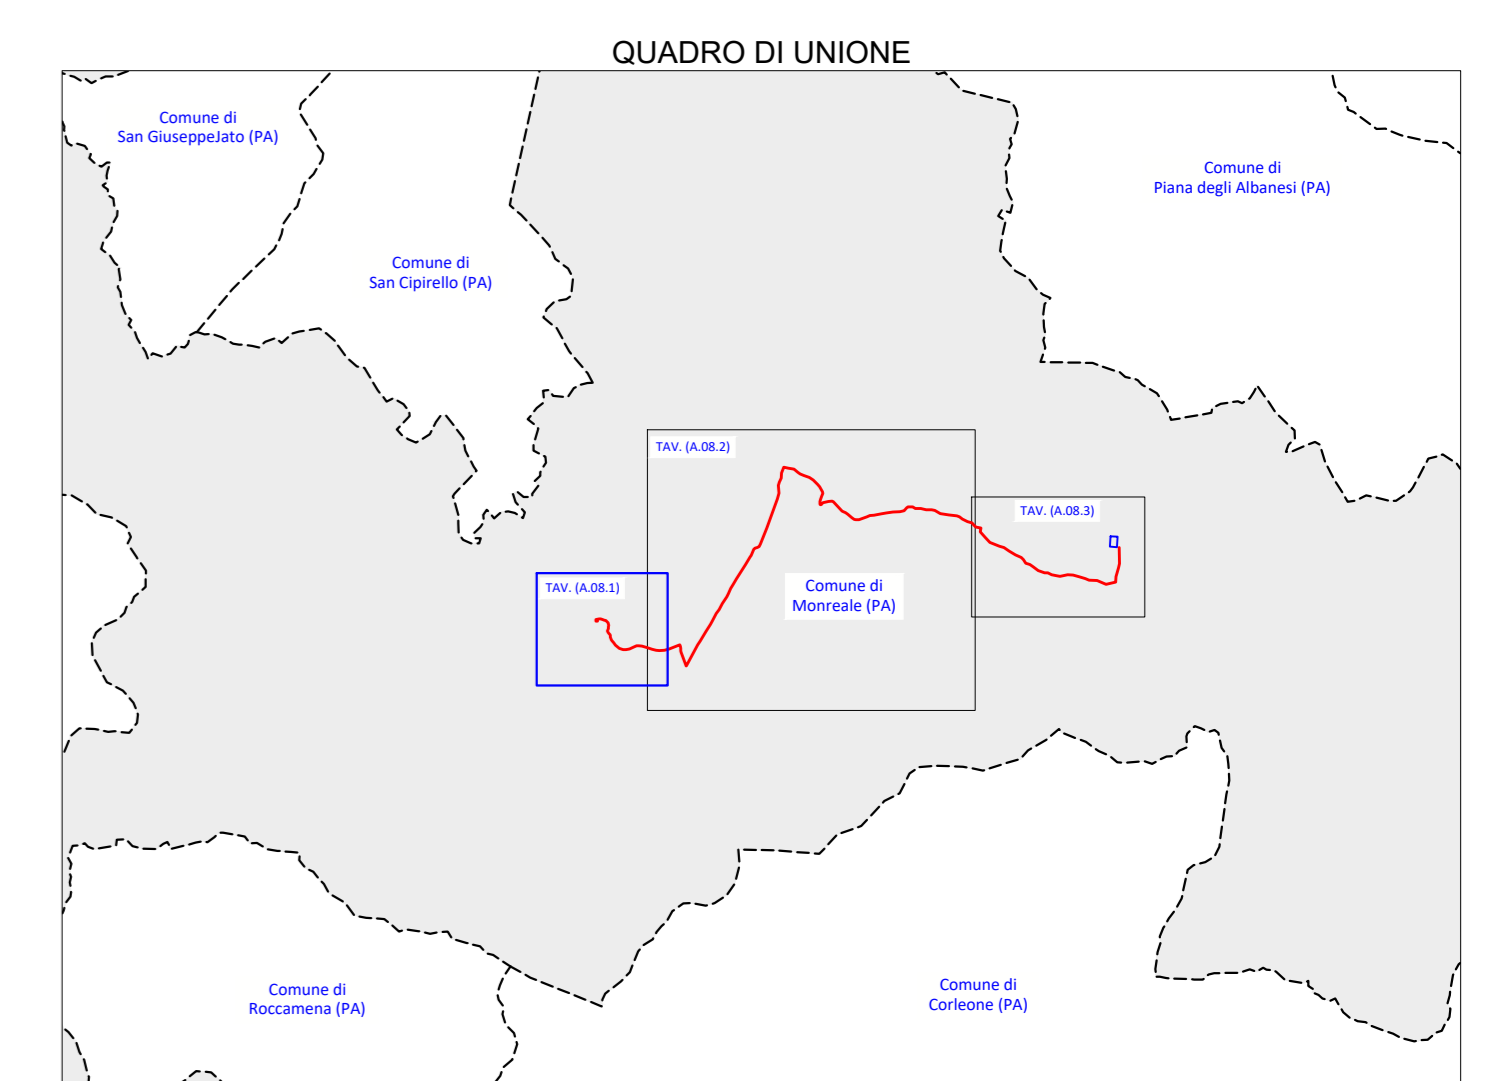 QUADRO DI UNIONE
Comune di
San GiuseppeJato (PA)
Comune di
Piana degli Albanesi (PA)
Comune di
San Cipirello (PA)
TAV. (A.08.2)
TAV. (A.08.3)
TAV. (A.08.1)
Comune di
Monreale (PA)
Comune di
Roccamena (PA)
Comune di
Corleone (PA)